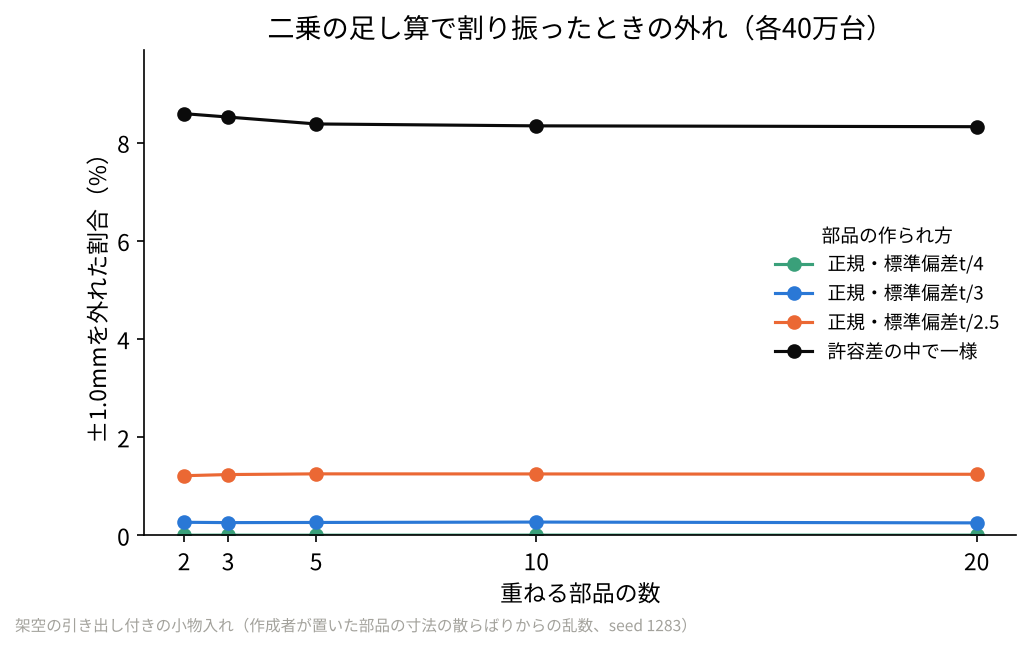 二乗の足し算で割り振ったときの外れ（各40万台）
±1.0mmを外れた割合（%）
8
6
4
2
0
部品の作られ方
正規・標準偏差t/4
正規・標準偏差t/3
正規・標準偏差t/2.5
許容差の中で一様
2 3 5 10 20
重ねる部品の数
架空の引き出し付きの小物入れ（作成者が置いた部品の寸法の散らばりからの乱数、seed 1283）